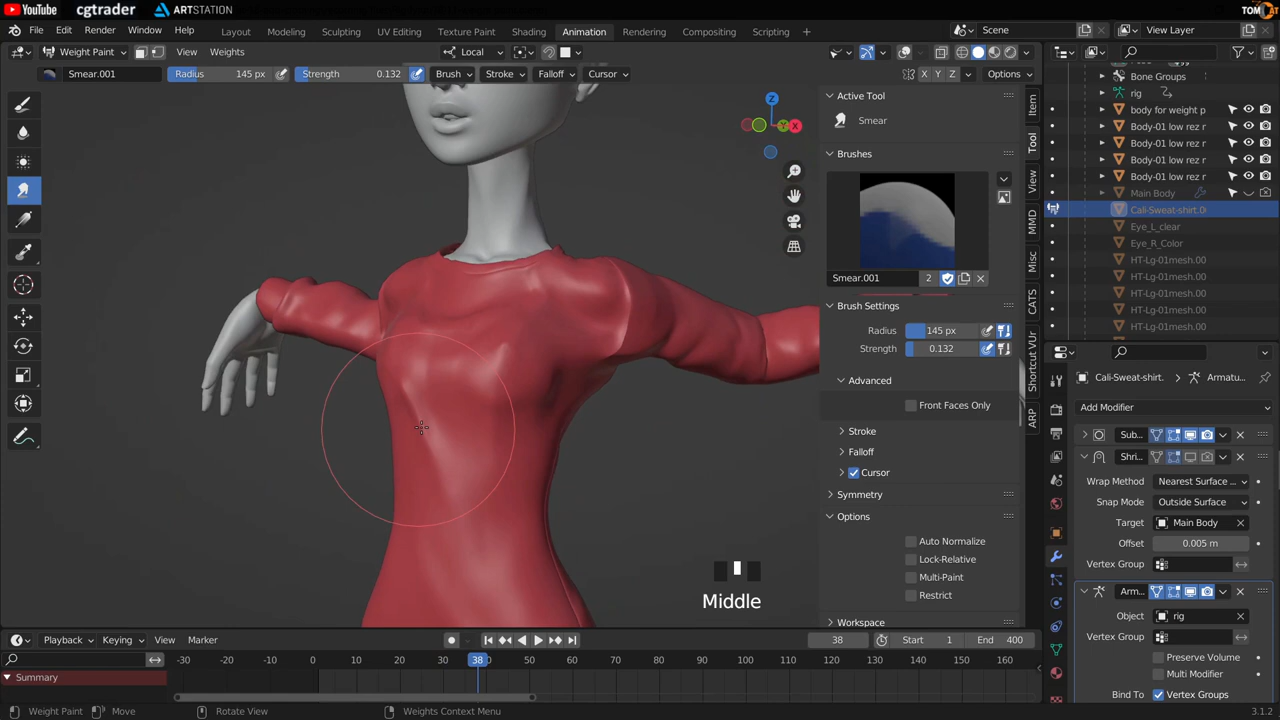 YouTube cgtrader ARTSTATION TOMCAT
File Edit Render Window Help Layout Modeling Sculpting UV Editing Texture Paint Shading Animation Rendering Compositing Scripting + Scene View Layer
Weight Paint View Weights Local
Smear.001 Radius 145 px Strength 0.132 Brush Stroke Falloff Cursor X Y Z Options
Bone Groups
rig
body for weight p
Body-01 low rez r
Body-01 low rez r
Body-01 low rez r
Body-01 low rez r
Main Body
Cali-Sweat-shirt.0
Eye_L_clear
Eye_R_Color
HT-Lg-01mesh.00
HT-Lg-01mesh.00
HT-Lg-01mesh.00
HT-Lg-01mesh.00
HT-Lg-01mesh.00
Z
Y X
Active Tool
Smear
Brushes
Smear.001 2
Brush Settings
Radius 145 px
Strength 0.132
Advanced
Front Faces Only
Stroke
Falloff
Cursor
Symmetry
Options
Auto Normalize
Lock-Relative
Multi-Paint
Restrict
Workspace
Item
Tool
View
MMD
Misc
CATS
Shortcut VUr
ARP
Cali-Sweat-shirt. Armatu..
Add Modifier
Sub..
Shri..
Wrap Method Nearest Surface ...
Snap Mode Outside Surface
Target Main Body
Offset 0.005 m
Vertex Group
Arm..
Object rig
Vertex Group
Preserve Volume
Multi Modifier
Bind To Vertex Groups
Middle
Playback Keying View Marker 38 Start 1 End 400
-30 -20 -10 0 10 20 30 38 50 60 70 80 90 100 110 120 130 140 150 160
Summary
Weight Paint Move Rotate View Weights Context Menu 3.1.2